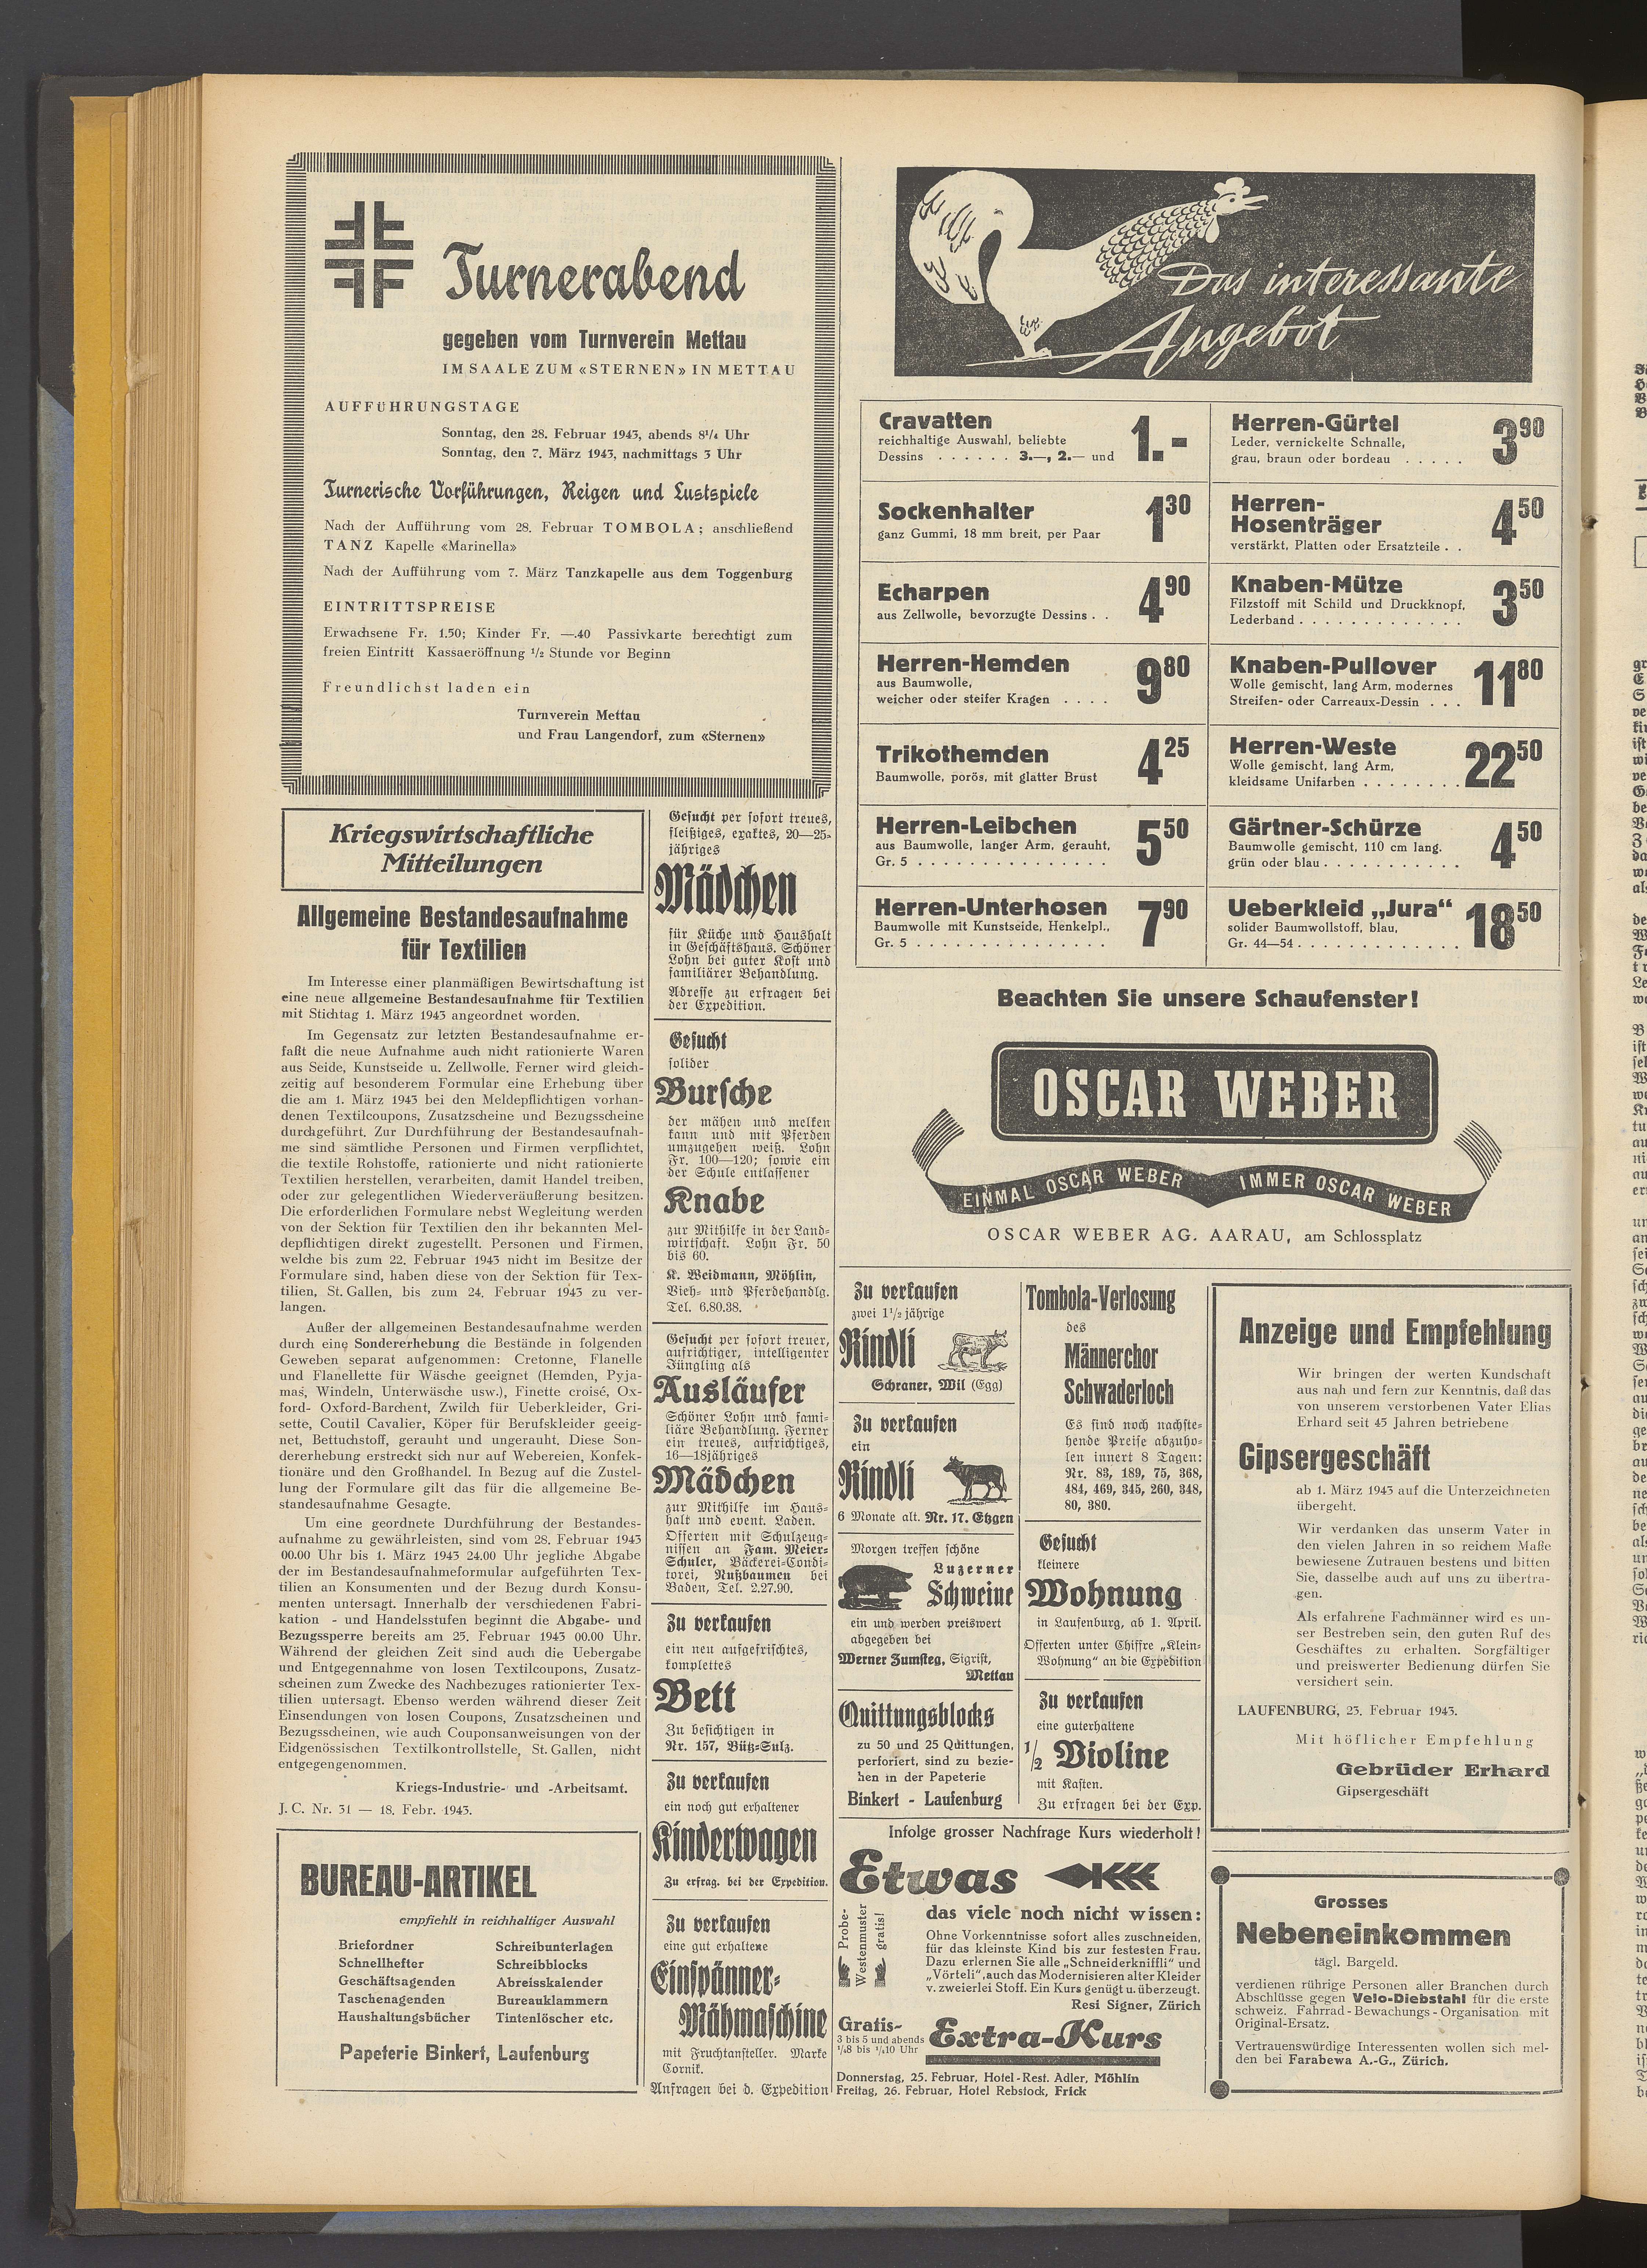 Turnerabend
gegeben vom Turnverein Mettau
IM SAALE ZUM «STERNEN» IN METTAU
AUFFÜHRUNGSTAGE
Sonntag, den 28. Februar 1943, abends 8¼ Uhr
Sonntag, den 7. März 1943, nachmittags 3 Uhr
Turnerische Vorführungen, Reigen und Lustspiele
Nach der Aufführung vom 28. Februar TOMBOLA; anschließend
TANZ Kapelle «Marinella»
Nach der Aufführung vom 7. März Tanzkapelle aus dem Toggenburg
EINTRITTSPREISE
Erwachsene Fr. 1.50; Kinder Fr. —.40 Passivkarte berechtigt zum
freien Eintritt Kassaeröffnung ½ Stunde vor Beginn
Freundlichst laden ein
Turnverein Mettau
und Frau Langendorf, zum «Sternen»
Kriegswirtschaftliche
Mitteilungen
Allgemeine Bestandesaufnahme
für Textilien
Im Interesse einer planmäßigen Bewirtschaftung ist
eine neue allgemeine Bestandesaufnahme für Textilien
mit Stichtag 1. März 1943 angeordnet worden.
Im Gegensatz zur letzten Bestandesaufnahme er-
faßt die neue Aufnahme auch nicht rationierte Waren
aus Seide, Kunstseide u. Zellwolle. Ferner wird gleich-
zeitig auf besonderem Formular eine Erhebung über
die am 1. März 1943 bei den Meldepflichtigen vorhan-
denen Textilcoupons, Zusatzscheine und Bezugsscheine
durchgeführt. Zur Durchführung der Bestandesaufnah-
me sind sämtliche Personen und Firmen verpflichtet,
die textile Rohstoffe, rationierte und nicht rationierte
Textilien herstellen, verarbeiten, damit Handel treiben,
oder zur gelegentlichen Wiederveräußerung besitzen.
Die erforderlichen Formulare nebst Wegleitung werden
von der Sektion für Textilien den ihr bekannten Mel-
depflichtigen direkt zugestellt. Personen und Firmen,
welche bis zum 22. Februar 1943 nicht im Besitze der
Formulare sind, haben diese von der Sektion für Tex-
tilien, St. Gallen, bis zum 24. Februar 1943 zu ver-
langen.
Außer der allgemeinen Bestandesaufnahme werden
durch eine Sondererhebung die Bestände in folgenden
Geweben separat aufgenommen: Cretonne, Flanelle
und Flanellette für Wäsche geeignet (Hemden, Pyja-
mas, Windeln, Unterwäsche usw.), Finette croisé, Ox-
ford- Oxford-Barchent, Zwilch für Ueberkleider, Gri-
sette, Coutil Cavalier, Köper für Berufskleider geeig-
net, Bettuchstoff, gerauht und ungerauht. Diese Son-
dererhebung erstreckt sich nur auf Webereien, Konfek-
tionäre und den Großhandel. In Bezug auf die Zustel-
lung der Formulare gilt das für die allgemeine Be-
standesaufnahme Gesagte.
Um eine geordnete Durchführung der Bestandes-
aufnahme zu gewährleisten, sind vom 28. Februar 1943
00.00 Uhr bis 1. März 1943 24.00 Uhr jegliche Abgabe
der im Bestandesaufnahmeformular aufgeführten Tex-
tilien an Konsumenten und der Bezug durch Konsu-
menten untersagt. Innerhalb der verschiedenen Fabri-
kation - und Handelsstufen beginnt die Abgabe- und
Bezugssperre bereits am 25. Februar 1943 00.00 Uhr.
Während der gleichen Zeit sind auch die Uebergabe
und Entgegennahme von losen Textilcoupons, Zusatz-
scheinen zum Zwecke des Nachbezuges rationierter Tex-
tilien untersagt. Ebenso werden während dieser Zeit
Einsendungen von losen Coupons, Zusatzscheinen und
Bezugsscheinen, wie auch Couponsanweisungen von der
Eidgenössischen Textilkontrollstelle, St. Gallen, nicht
entgegengenommen.
Kriegs-Industrie- und -Arbeitsamt.
J. C. Nr. 31 — 18. Febr. 1943.
BUREAU-ARTIKEL
empfiehlt in reichhaltiger Auswahl
Briefordner Schreibunterlagen
Schnellhefter Schreibblocks
Geschäftsagenden Abreisskalender
Taschenagenden Bureauklammern
Haushaltungsbücher Tintenlöscher etc.
Papeterie Binkert, Laufenburg
Gesucht per sofort treues,
fleißiges, exaktes, 20—25-
jähriges
Mädchen
für Küche und Haushalt
in Geschäftshaus. Schöner
Lohn bei guter Kost und
familiärer Behandlung.
Adresse zu erfragen bei
der Expedition.
Gesucht
solider
Bursche
der mähen und melken
kann und mit Pferden
umzugehen weiß. Lohn
Fr. 100—120; sowie ein
der Schule entlassener
Knabe
zur Mithilfe in der Land-
wirtschaft. Lohn Fr. 50
bis 60.
K. Weidmann, Möhlin,
Vieh- und Pferdehandlg.
Tel. 6.80.38.
Gesucht per sofort treuer,
aufrichtiger, intelligenter
Jüngling als
Ausläufer
Schöner Lohn und fami-
liäre Behandlung. Ferner
ein treues, aufrichtiges,
16—18jähriges
Mädchen
zur Mithilfe im Haus-
halt und event. Laden.
Offerten mit Schulzeug-
nissen an Fam. Meier-
Schuler, Bäckerei-Condi-
torei, Nußbaumen bei
Baden, Tel. 2.27.90.
Zu verkaufen
ein neu aufgefrischtes,
komplettes
Bett
Zu besichtigen in
Nr. 157, Bütz-Sulz.
Zu verkaufen
ein noch gut erhaltener
Kinderwagen
Zu erfrag. bei der Expedition.
Zu verkaufen
eine gut erhaltene
Einspänner-
Mähmaschine
mit Fruchtansteller. Marke
Cornik.
Anfragen bei d. Expedition
Das interessante
Angebot
Cravatten
reichhaltige Auswahl, beliebte
Dessins . . . . . . 3.—, 2.— und 1.-
Sockenhalter
ganz Gummi, 18 mm breit, per Paar 1 30
Echarpen
aus Zellwolle, bevorzugte Dessins . . 4 90
Herren-Hemden
aus Baumwolle,
weicher oder steifer Kragen . . . . 9 80
Trikothemden
Baumwolle, porös, mit glatter Brust 4 25
Herren-Leibchen
aus Baumwolle, langer Arm, gerauht,
Gr. 5 . . . . . . . . . . . . . . . 5 50
Herren-Unterhosen
Baumwolle mit Kunstseide, Henkelpl.,
Gr. 5 . . . . . . . . . . . . . . . 7 90
Herren-Gürtel
Leder, vernickelte Schnalle,
grau, braun oder bordeau . . . . . 3 90
Herren-
Hosenträger
verstärkt, Platten oder Ersatzteile . . 4 50
Knaben-Mütze
Filzstoff mit Schild und Druckknopf,
Lederband . . . . . . . . . . . . . 3 50
Knaben-Pullover
Wolle gemischt, lang Arm, modernes
Streifen- oder Carreaux-Dessin . . . 11 80
Herren-Weste
Wolle gemischt, lang Arm,
kleidsame Unifarben . . . . . . . . 22 50
Gärtner-Schürze
Baumwolle gemischt, 110 cm lang.
grün oder blau . . . . . . . . . . . 4 50
Ueberkleid „Jura“
solider Baumwollstoff, blau,
Gr. 44—54 . . . . . . . . . . . . . 18 50
Beachten Sie unsere Schaufenster!
OSCAR WEBER
EINMAL OSCAR WEBER IMMER OSCAR WEBER
OSCAR WEBER AG. AARAU, am Schlossplatz
Zu verkaufen
zwei 1½ jährige
Rindli
Schraner, Wil (Egg)
Zu verkaufen
ein
Rindli
6 Monate alt. Nr. 17. Etzgen
Morgen treffen schöne
Luzerner
Schweine
ein und werden preiswert
abgegeben bei
Werner Zumsteg, Sigrist,
Mettau
Quittungsblocks
zu 50 und 25 Quittungen,
perforiert, sind zu bezie-
hen in der Papeterie
Binkert - Laufenburg
Tombola-Verlosung
des
Männerchor
Schwaderloch
Es sind noch nachste-
hende Preise abzuho-
len innert 8 Tagen:
Nr. 83, 189, 75, 368,
484, 469, 345, 260, 348,
80, 380.
Gesucht
kleinere
Wohnung
in Laufenburg, ab 1. April.
Offerten unter Chiffre „Klein-
Wohnung“ an die Expedition
Zu verkaufen
eine guterhaltene
½ Violine
mit Kasten.
Zu erfragen bei der Exp.
Infolge grosser Nachfrage Kurs wiederholt!
Etwas
das viele noch nicht wissen:
Probe-
Westenmuster
gratis!
Ohne Vorkenntnisse sofort alles zuschneiden,
für das kleinste Kind bis zur festesten Frau.
Dazu erlernen Sie alle „Schneiderkniffli“ und
„Vörteli“, auch das Modernisieren alter Kleider
v. zweierlei Stoff. Ein Kurs genügt u. überzeugt.
Resi Signer, Zürich
Gratis-
3 bis 5 und abends
¼8 bis ¼10 Uhr
Extra-Kurs
Donnerstag, 25. Februar, Hotel-Rest. Adler, Möhlin
Freitag, 26. Februar, Hotel Rebstock, Frick
Anzeige und Empfehlung
Wir bringen der werten Kundschaft
aus nah und fern zur Kenntnis, daß das
von unserem verstorbenen Vater Elias
Erhard seit 45 Jahren betriebene
Gipsergeschäft
ab 1. März 1943 auf die Unterzeichneten
übergeht.
Wir verdanken das unserm Vater in
den vielen Jahren in so reichem Maße
bewiesene Zutrauen bestens und bitten
Sie, dasselbe auch auf uns zu übertra-
gen.
Als erfahrene Fachmänner wird es un-
ser Bestreben sein, den guten Ruf des
Geschäftes zu erhalten. Sorgfältiger
und preiswerter Bedienung dürfen Sie
versichert sein.
LAUFENBURG, 23. Februar 1943.
Mit höflicher Empfehlung
Gebrüder Erhard
Gipsergeschäft
Grosses
Nebeneinkommen
tägl. Bargeld.
verdienen rührige Personen aller Branchen durch
Abschlüsse gegen Velo-Diebstahl für die erste
schweiz. Fahrrad-Bewachungs-Organisation mit
Original-Ersatz.
Vertrauenswürdige Interessenten wollen sich mel-
den bei Farabewa A.-G., Zürich.